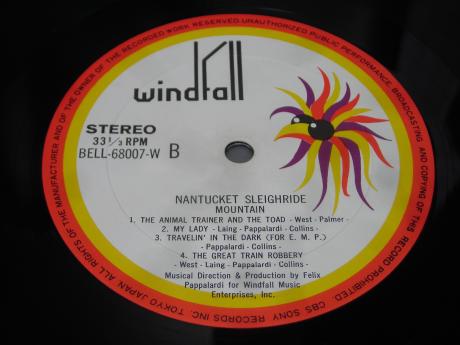 windfall
STEREO
33 1/3 RPM
BELL-68007-W B
NANTUCKET SLEIGHRIDE
MOUNTAIN
1. THE ANIMAL TRAINER AND THE TOAD - West - Palmer -
2. MY LADY - Laing - Pappalardi - Collins -
3. TRAVELIN' IN THE DARK (FOR E. M. P.)
- Pappalardi - Collins -
4. THE GREAT TRAIN ROBBERY
- West - Laing - Pappalardi - Collins -
Musical Direction & Production by Felix
Pappalardi for Windfall Music
Enterprises, Inc.
ALL RIGHTS OF THE MANUFACTURER AND OF THE OWNER OF THE RECORDED WORK RESERVED. UNAUTHORIZED PUBLIC PERFORMANCE, BROADCASTING AND COPYING OF THIS RECORD PROHIBITED. CBS SONY RECORDS INC. TOKYO JAPAN